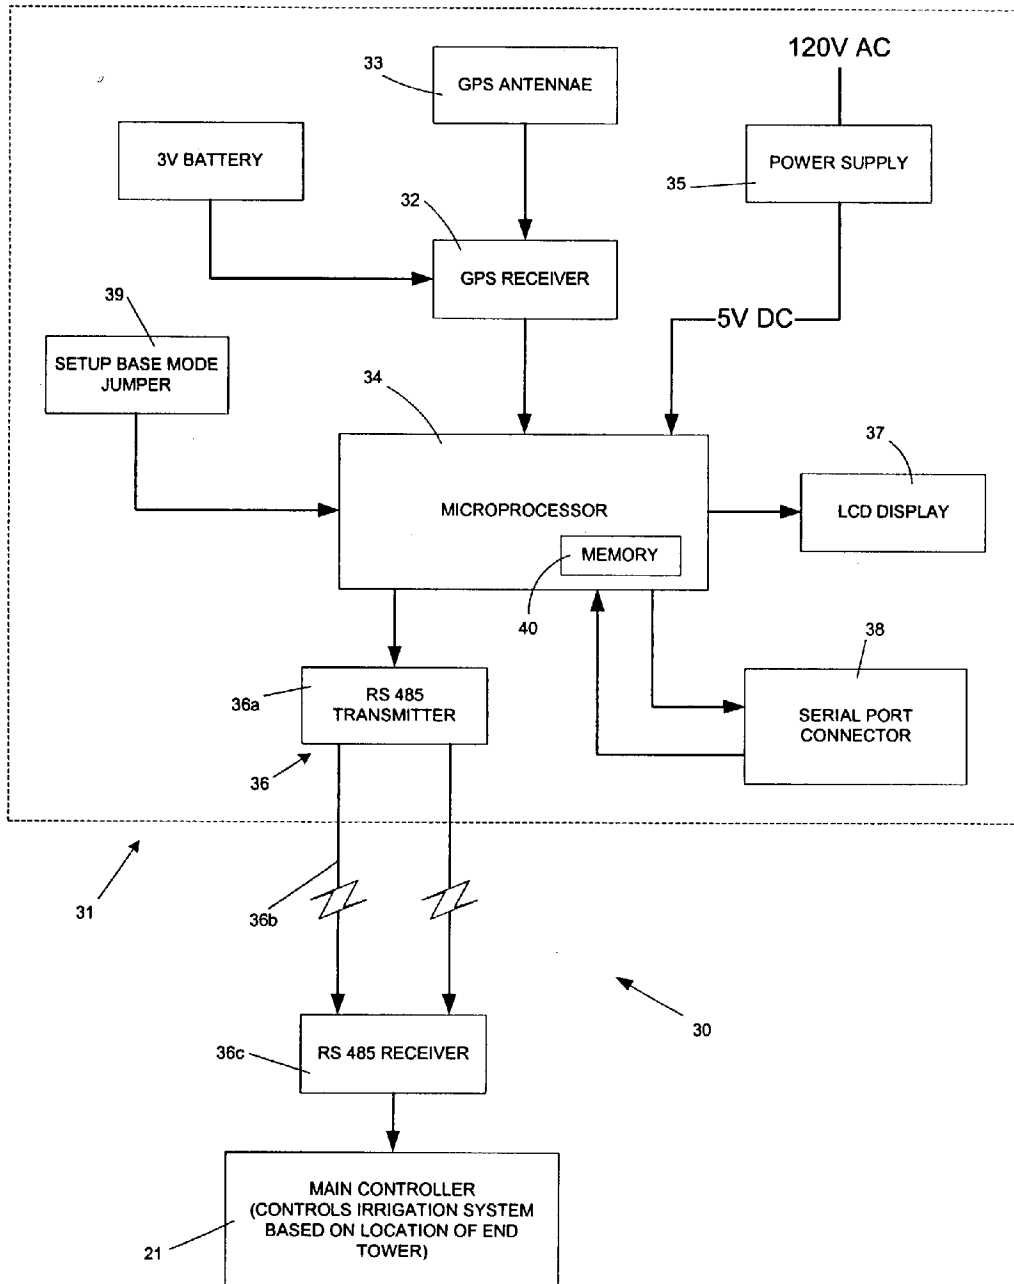 120V AC
33
GPS ANTENNAE
3V BATTERY
POWER SUPPLY
35
32
GPS RECEIVER
39
5V DC
SETUP BASE MODE
JUMPER
34
37
MICROPROCESSOR
LCD DISPLAY
MEMORY
40
38
36a
RS 485
TRANSMITTER
SERIAL PORT
CONNECTOR
36
31
36b
30
36c
RS 485 RECEIVER
MAIN CONTROLLER
(CONTROLS IRRIGATION SYSTEM
BASED ON LOCATION OF END
TOWER)
21